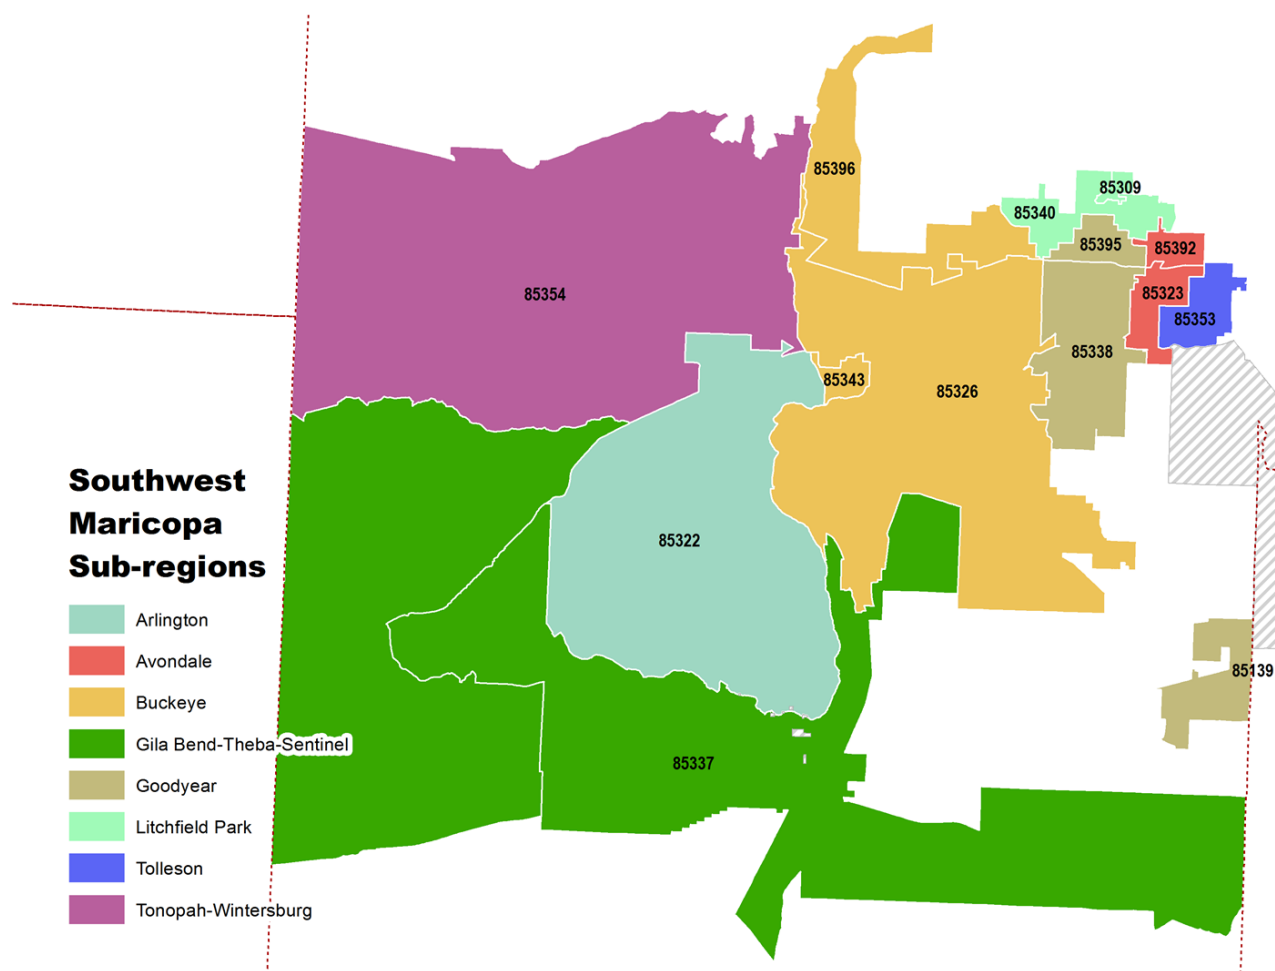 85396
85309
85340
85395
85392
85354
85323
85353
85338
85343
85326
Southwest
Maricopa
Sub-regions
85322
Arlington
Avondale
85139
Buckeye
Gila Bend-Theba-Sentinel
85337
Goodyear
Litchfield Park
Tolleson
Tonopah-Wintersburg